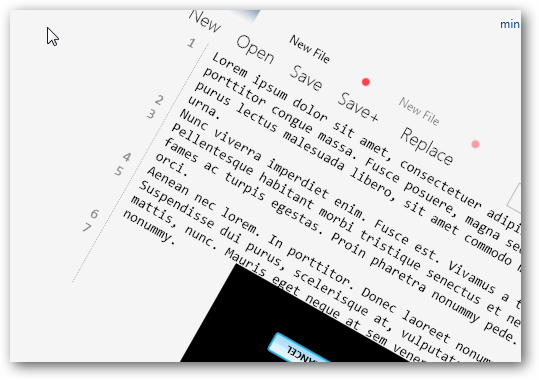 min
New File
New File
New Open Save Save+ Replace
1 Lorem ipsum dolor sit amet, consectetuer adipi
porttitor congue massa. Fusce posuere, magna se
purus lectus malesuada libero, sit amet commodo
urna.
2 Nunc viverra imperdiet enim. Fusce est. Vivamus a t
3 Pellentesque habitant morbi tristique senectus et ne
fames ac turpis egestas. Proin pharetra nonummy pede.
orci.
4 Aenean nec lorem. In porttitor. Donec laoreet nonum
5 Suspendisse dui purus, scelerisque at, vulputat
mattis, nunc. Mauris eget neque at sem vene
nonummy.
6
7
CANCEL